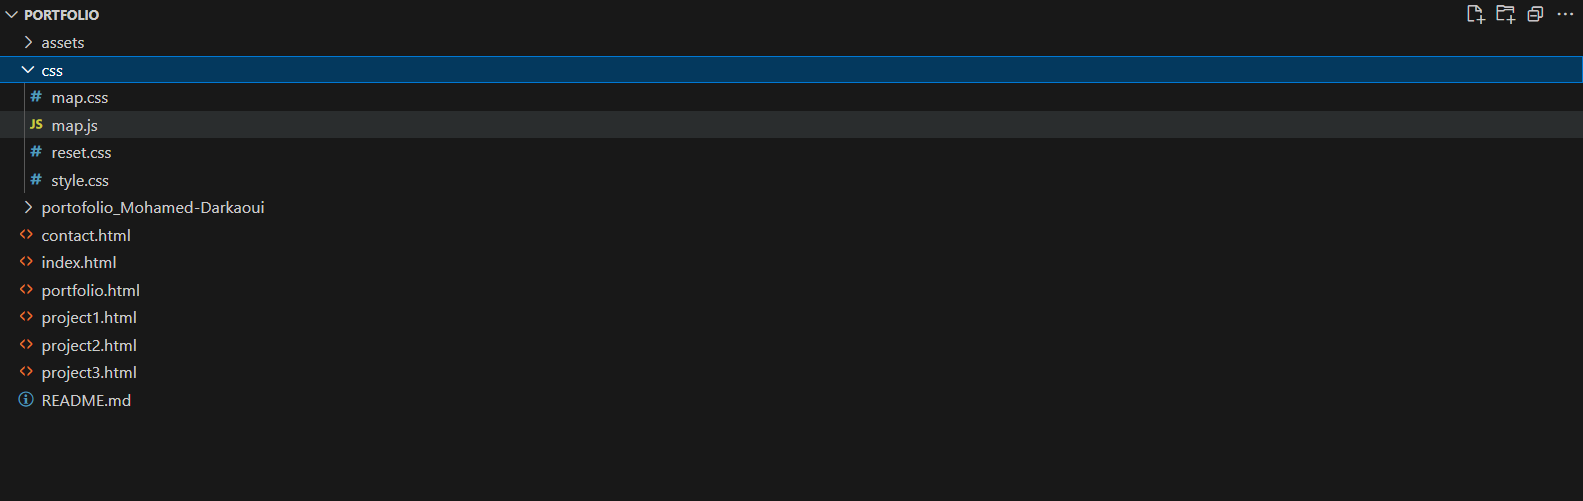 PORTFOLIO
assets
css
# map.css
JS map.js
# reset.css
# style.css
portofolio_Mohamed-Darkaoui
contact.html
index.html
portfolio.html
project1.html
project2.html
project3.html
README.md